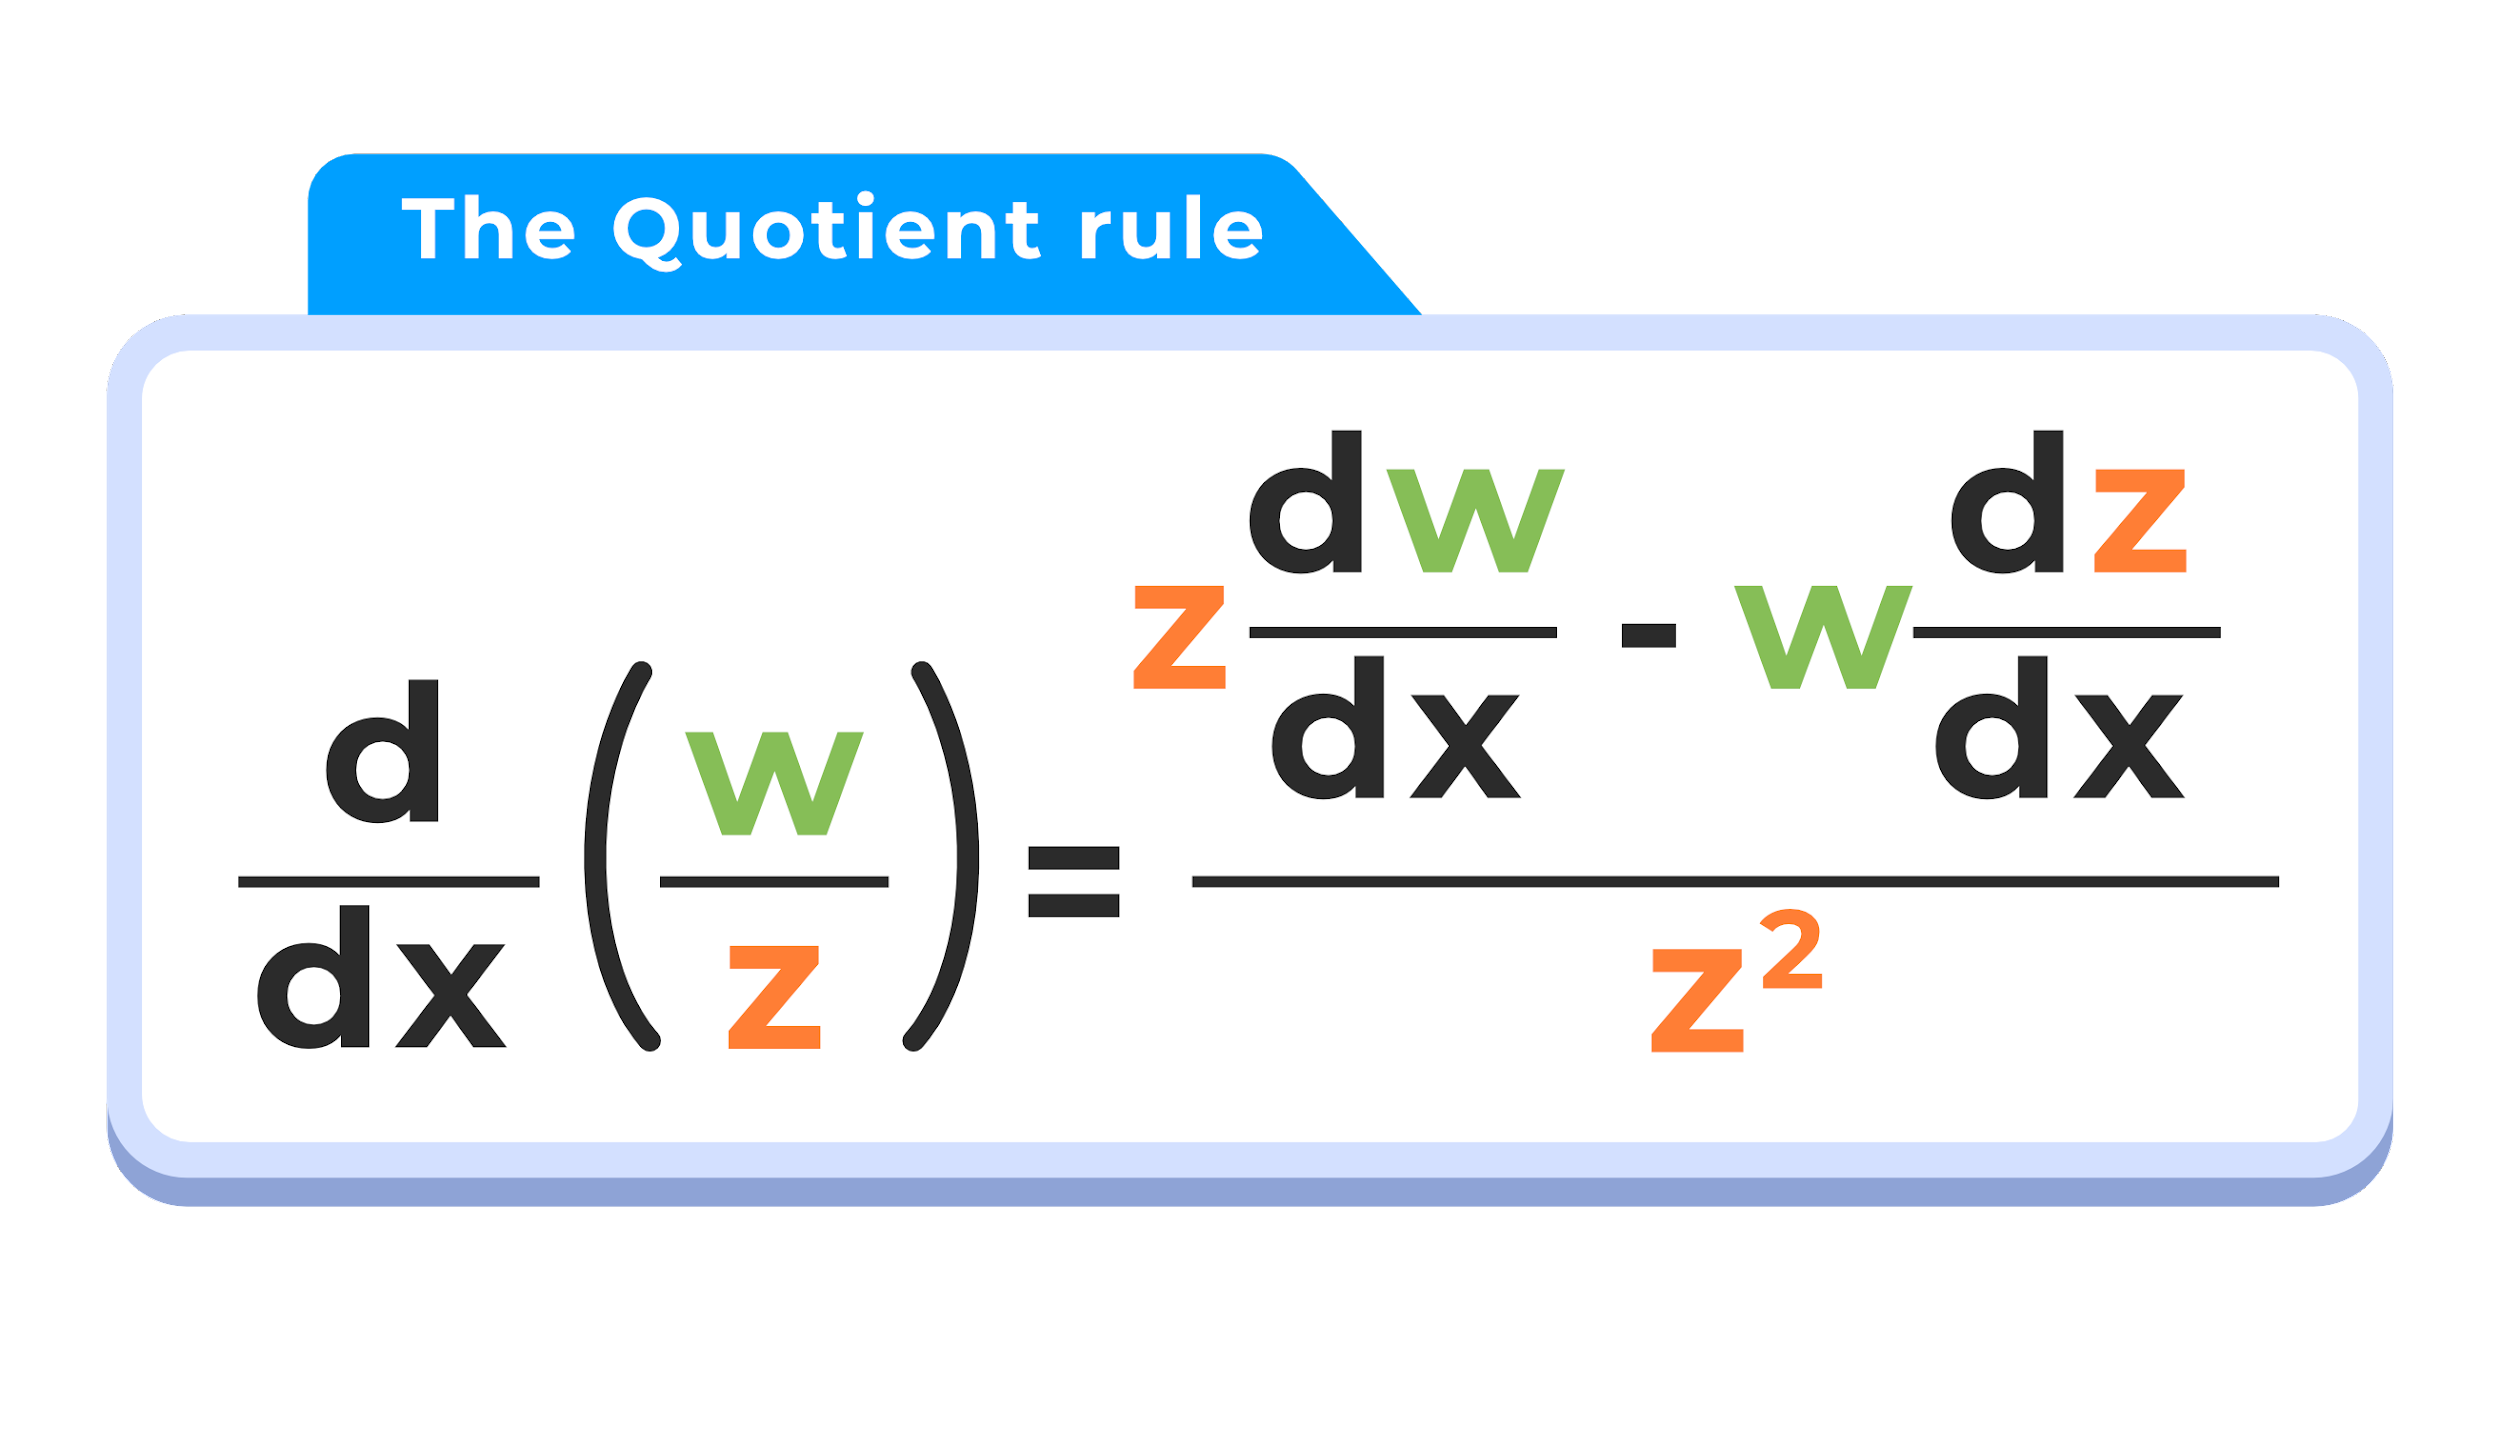 The Quotient rule
d/dx (w/z) = (z dw/dx - w dz/dx) / z²